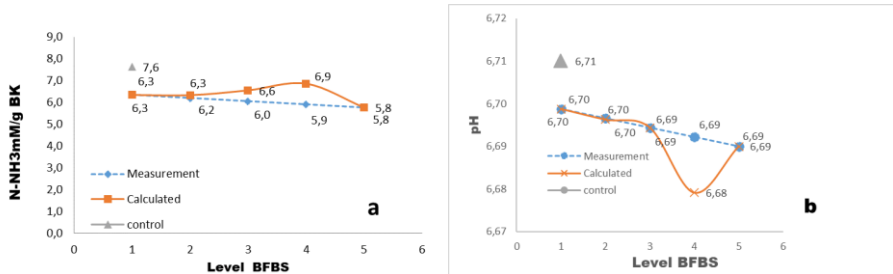 9,0
8,0
7,0
6,0
5,0
4,0
3,0
2,0
1,0
0,0
N-NH3mM/g BK
7,6
6,3
6,3
6,6
6,9
5,8
6,3
6,2
6,0
5,9
5,8
Measurement
Calculated
control
a
0 1 2 3 4 5 6
Level BFBS
6,72
6,71
6,70
6,69
6,68
6,67
pH
6,71
6,70
6,70
6,69
6,69
6,69
6,70
6,70
6,69
6,68
6,69
Measurement
Calculated
control
b
0 1 2 3 4 5 6
Level BFBS